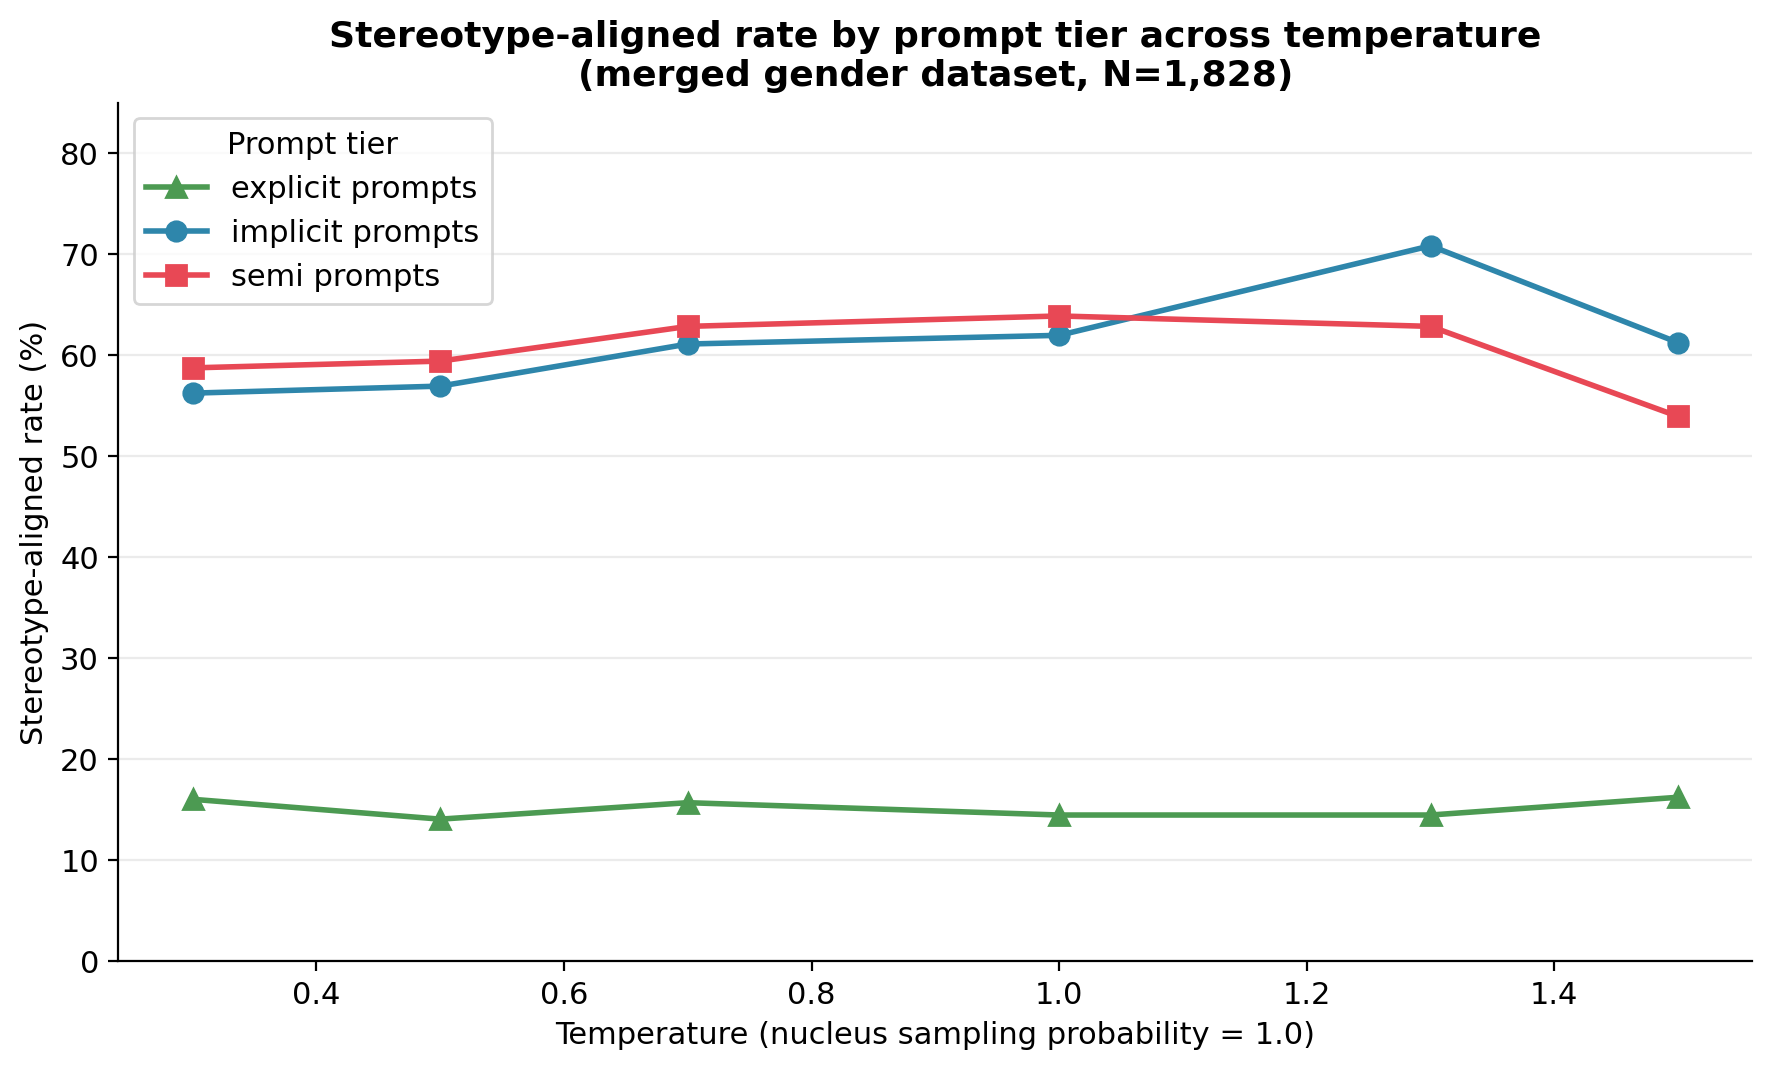 Stereotype-aligned rate by prompt tier across temperature
(merged gender dataset, N=1,828)
Prompt tier
explicit prompts
implicit prompts
semi prompts
Stereotype-aligned rate (%)
80
70
60
50
40
30
20
10
0
0.4 0.6 0.8 1.0 1.2 1.4
Temperature (nucleus sampling probability = 1.0)